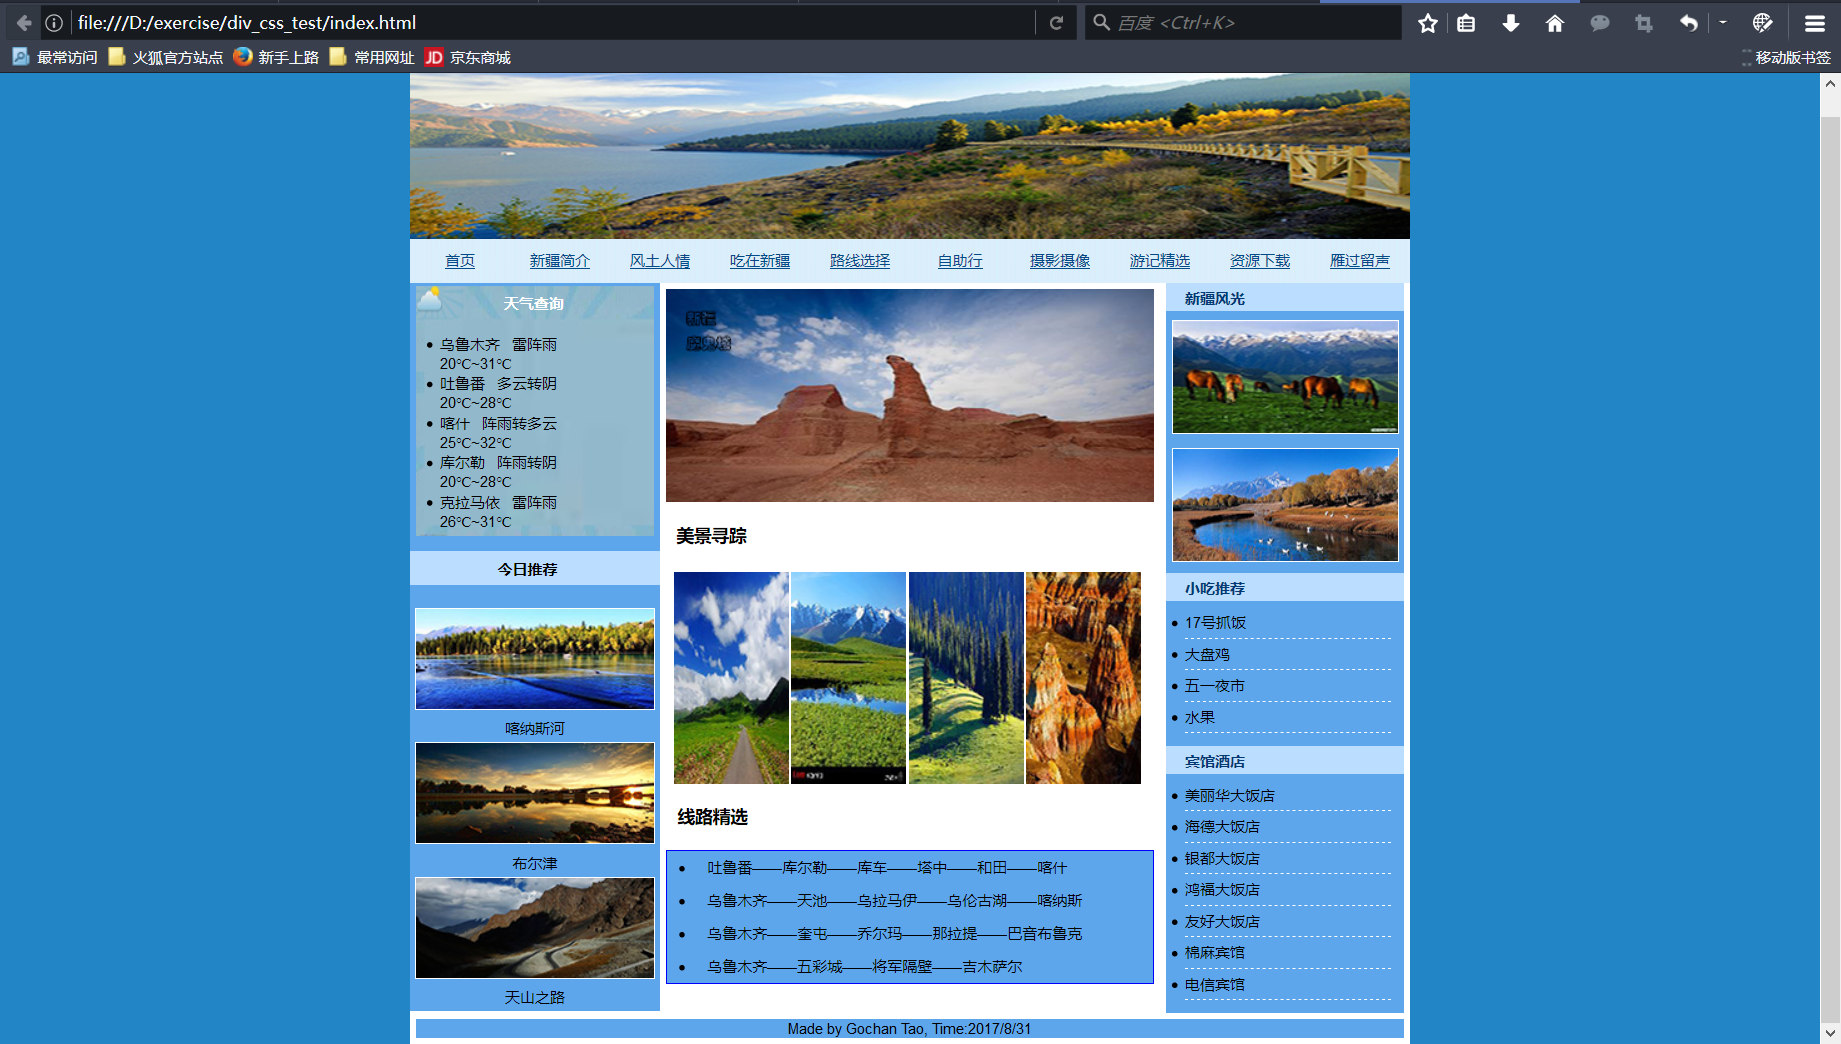 file:///D:/exercise/div_css_test/index.html
百度 <Ctrl+K>
最常访问 火狐官方站点 新手上路 常用网址 JD 京东商城 移动版书签
首页 新疆简介 风土人情 吃在新疆 路线选择 自助行 摄影摄像 游记精选 资源下载 雁过留声
天气查询
乌鲁木齐 雷阵雨
20℃~31℃
吐鲁番 多云转阴
20℃~28℃
喀什 阵雨转多云
25℃~32℃
库尔勒 阵雨转阴
20℃~28℃
克拉马依 雷阵雨
26℃~31℃
今日推荐
喀纳斯河
布尔津
天山之路
美景寻踪
线路精选
吐鲁番——库尔勒——库车——塔中——和田——喀什
乌鲁木齐——天池——乌拉马伊——乌伦古湖——喀纳斯
乌鲁木齐——奎屯——乔尔玛——那拉提——巴音布鲁克
乌鲁木齐——五彩城——将军隔壁——吉木萨尔
新疆风光
小吃推荐
17号抓饭
大盘鸡
五一夜市
水果
宾馆酒店
美丽华大饭店
海德大饭店
银都大饭店
鸿福大饭店
友好大饭店
棉麻宾馆
电信宾馆
Made by Gochan Tao, Time:2017/8/31